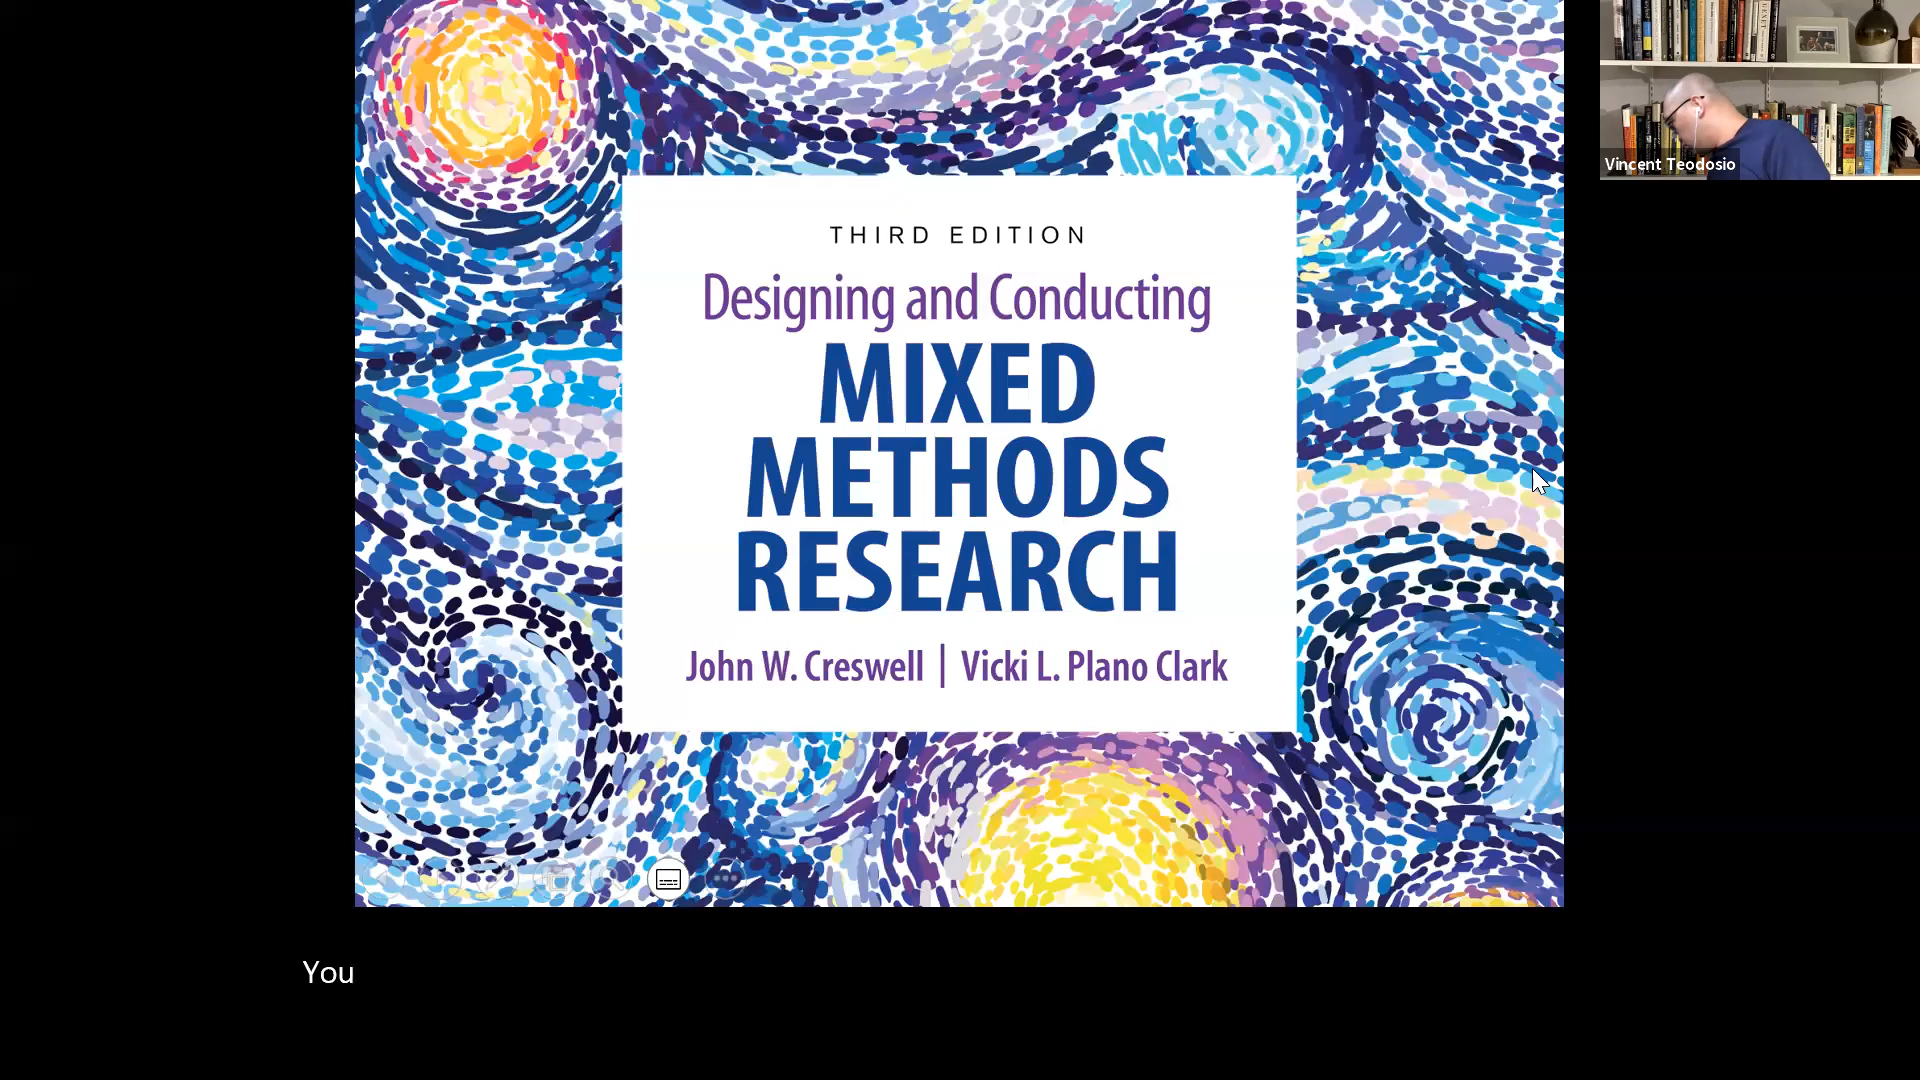 THIRD EDITION
Designing and Conducting
MIXED
METHODS
RESEARCH
John W. Creswell | Vicki L. Plano Clark
Vincent Teodosio
You